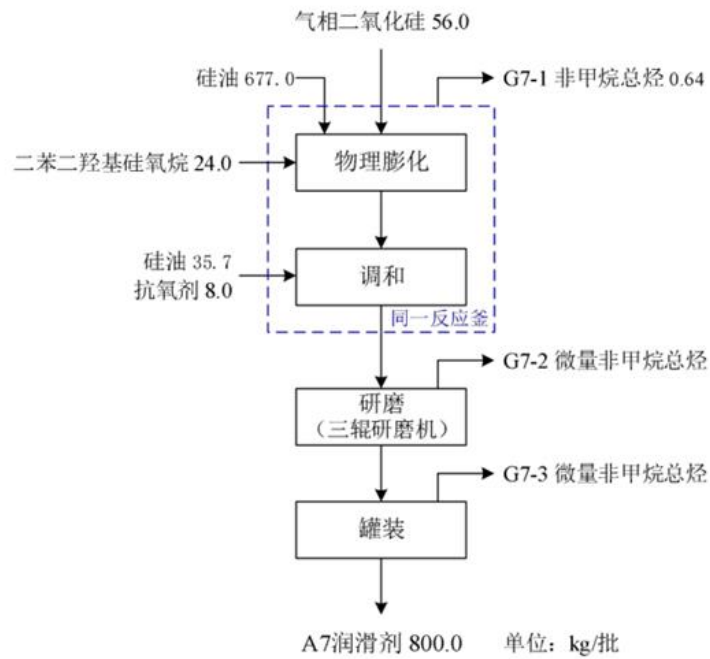 气相二氧化硅 56.0
硅油 677.0
G7-1 非甲烷总烃 0.64
二苯二羟基硅氧烷 24.0
物理膨化
硅油 35.7
抗氧剂 8.0
调和
同一反应釜
G7-2 微量非甲烷总烃
研磨
（三辊研磨机）
G7-3 微量非甲烷总烃
罐装
A7润滑剂 800.0 单位：kg/批